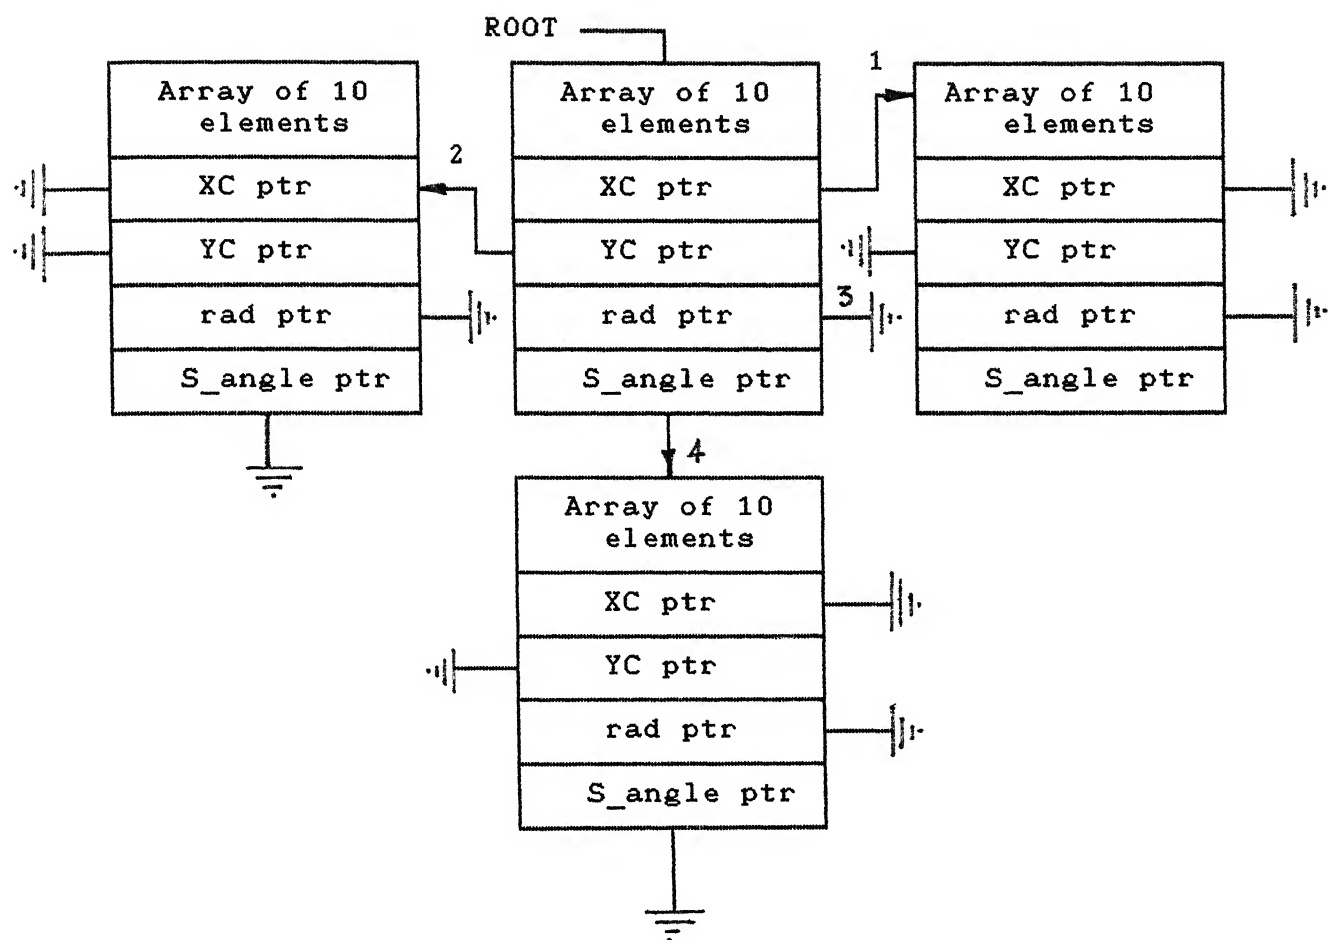 ROOT
Array of 10
elements
XC ptr
YC ptr
rad ptr
S_angle ptr
2
Array of 10
elements
XC ptr
YC ptr
rad ptr
S_angle ptr
1
3
4
Array of 10
elements
XC ptr
YC ptr
rad ptr
S_angle ptr
Array of 10
elements
XC ptr
YC ptr
rad ptr
S_angle ptr